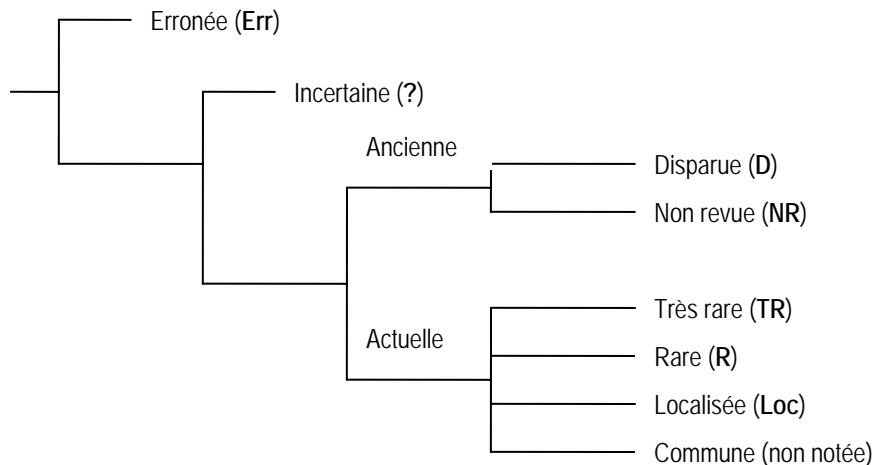 Erronée (Err)
Incertaine (?)
Ancienne
Disparue (D)
Non revue (NR)
Très rare (TR)
Actuelle
Rare (R)
Localisée (Loc)
Commune (non notée)